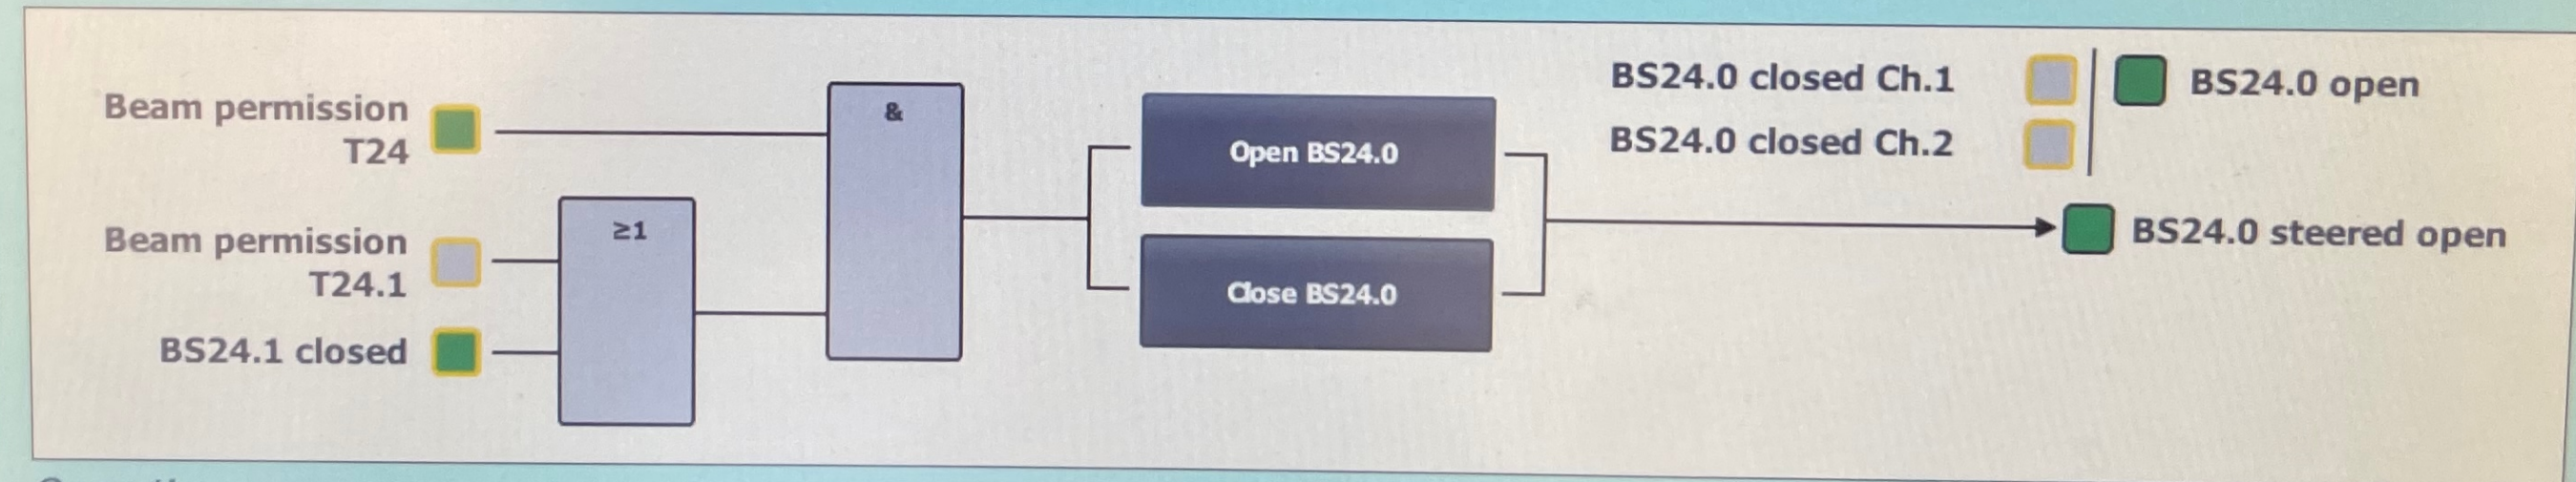 Beam permission
T24
&
Open BS24.0
BS24.0 closed Ch.1
BS24.0 open
BS24.0 closed Ch.2
Beam permission
T24.1
≥1
BS24.0 steered open
Close BS24.0
BS24.1 closed